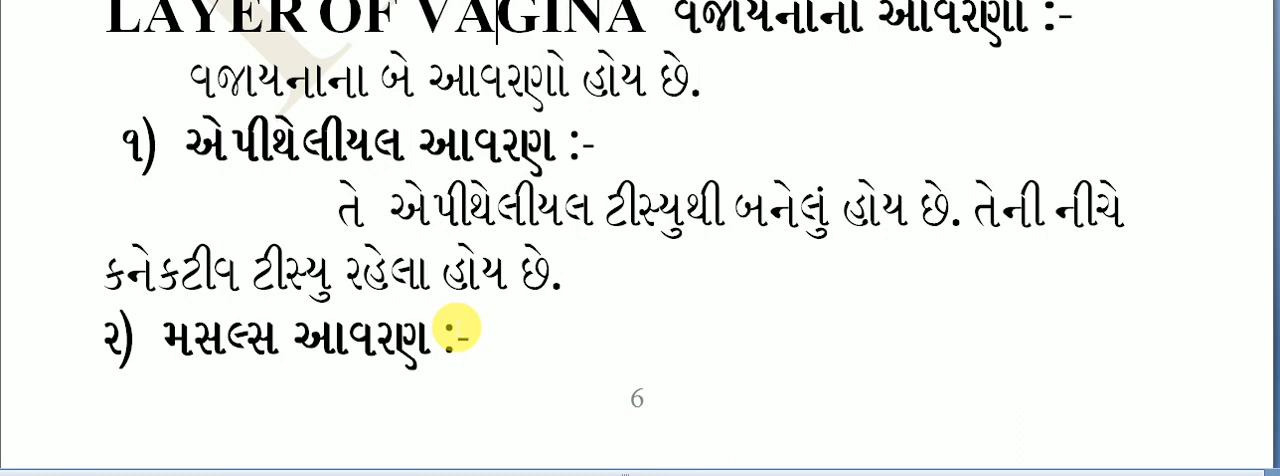 LAYER OF VAGINA વજાયનાના આવરણો :-
વજાયનાના બે આવરણો હોય છે.
૧) એપીથેલીયલ આવરણ :-
તે એપીથેલીયલ ટીસ્યુથી બનેલું હોય છે. તેની નીચે
કનેકટીવ ટીસ્યુ રહેલા હોય છે.
૨) મસલ્સ આવરણ :-
6